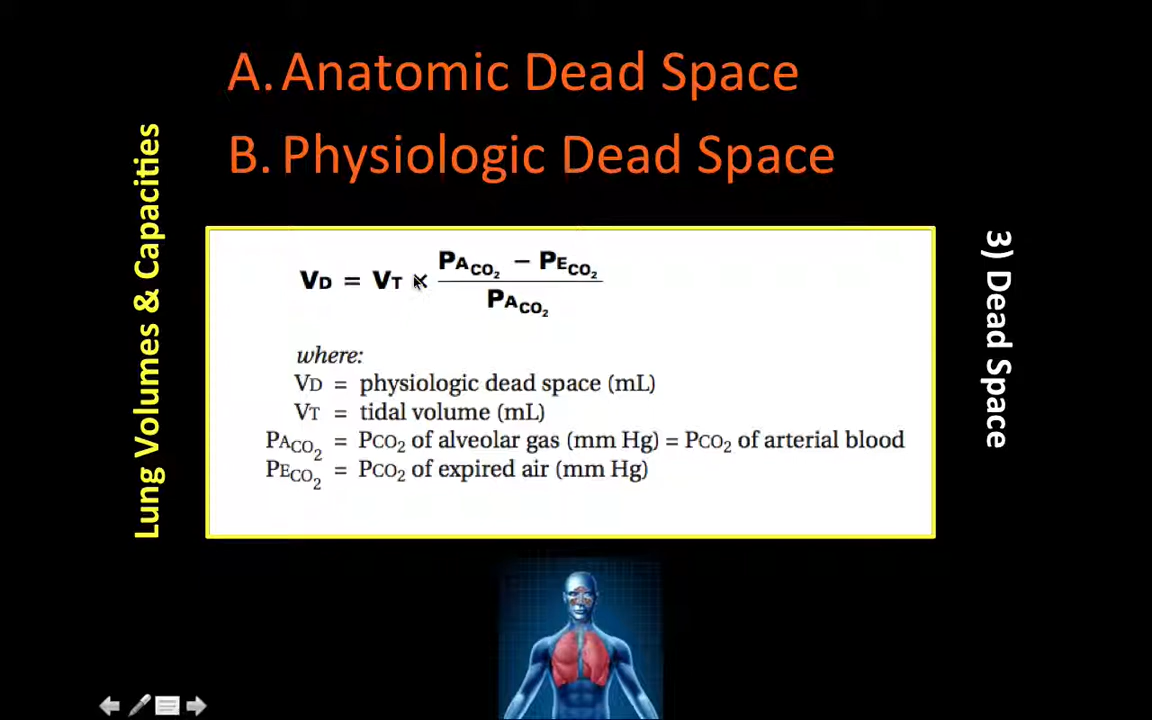 A. Anatomic Dead Space
B. Physiologic Dead Space
Lung Volumes & Capacities
3) Dead Space
VD = VT × (PACO₂ − PECO₂) / PACO₂
where:
VD = physiologic dead space (mL)
VT = tidal volume (mL)
PACO₂ = PCO₂ of alveolar gas (mm Hg) = PCO₂ of arterial blood
PECO₂ = PCO₂ of expired air (mm Hg)